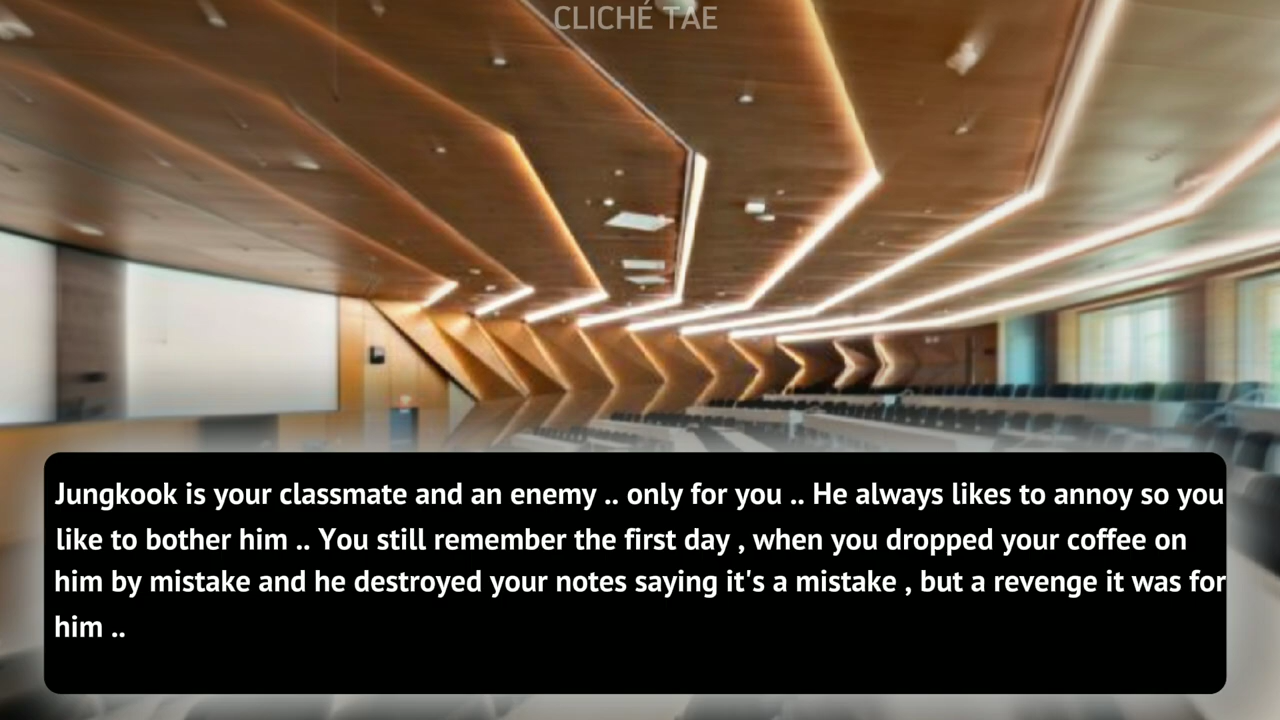 CLICHÉ TAE
Jungkook is your classmate and an enemy .. only for you .. He always likes to annoy so you
like to bother him .. You still remember the first day , when you dropped your coffee on
him by mistake and he destroyed your notes saying it's a mistake , but a revenge it was for
him ..